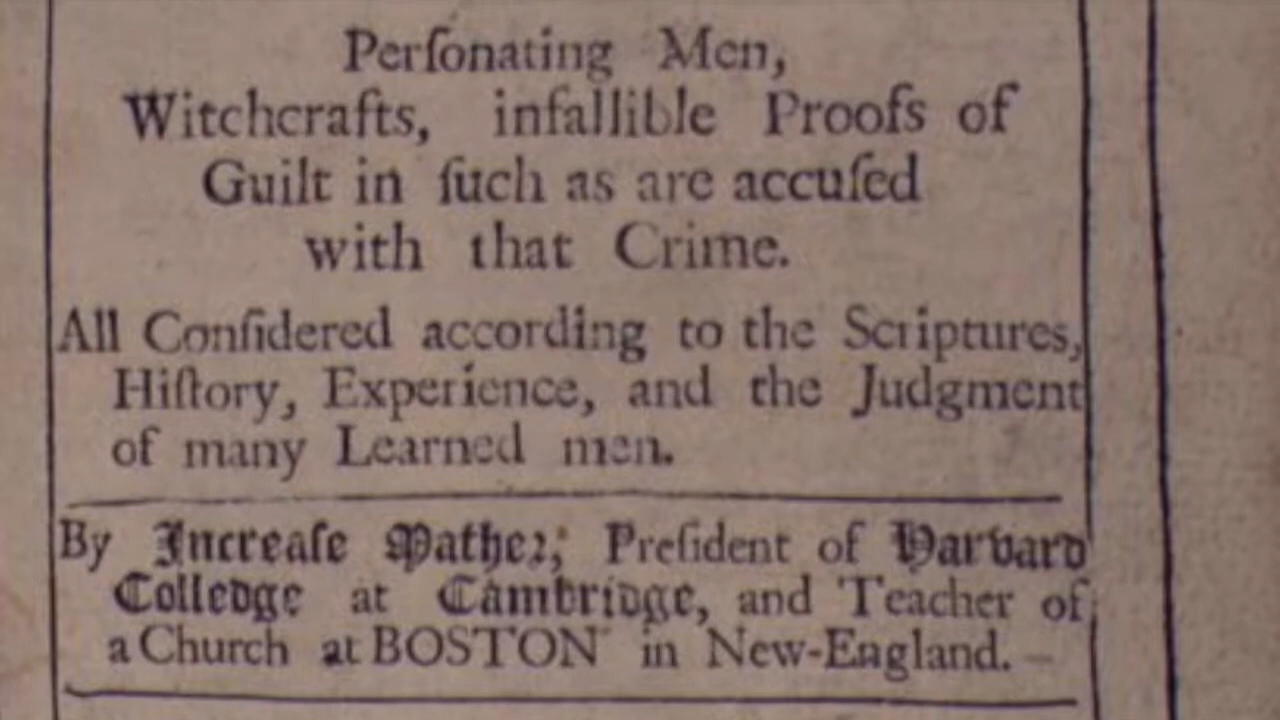 Perſonating Men,
Witchcrafts, infallible Proofs of
Guilt in ſuch as are accuſed
with that Crime.
All Conſidered according to the Scriptures,
Hiſtory, Experience, and the Judgment
of many Learned men.
By Increaſe Mather, Preſident of Harvard
Colledge at Cambridge, and Teacher of
a Church at BOSTON in New-England.